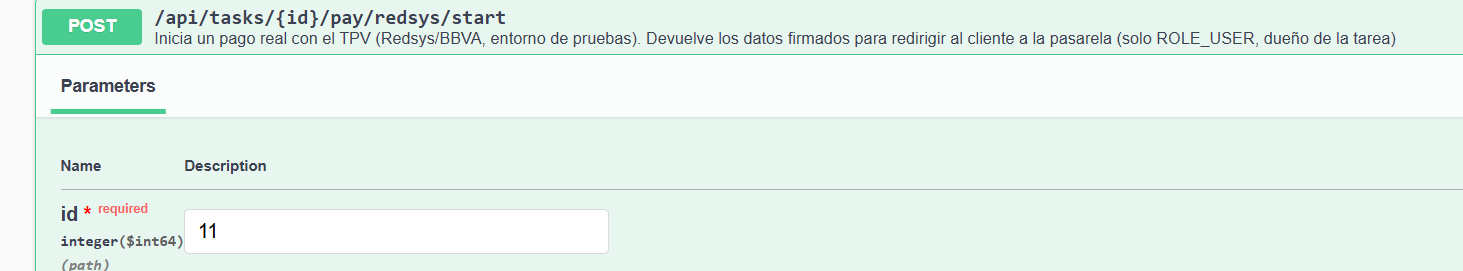 POST /api/tasks/{id}/pay/redsys/start
Inicia un pago real con el TPV (Redsys/BBVA, entorno de pruebas). Devuelve los datos firmados para redirigir al cliente a la pasarela (solo ROLE_USER, dueño de la tarea)
Parameters
Name Description
id * required
integer($int64) 11
(path)